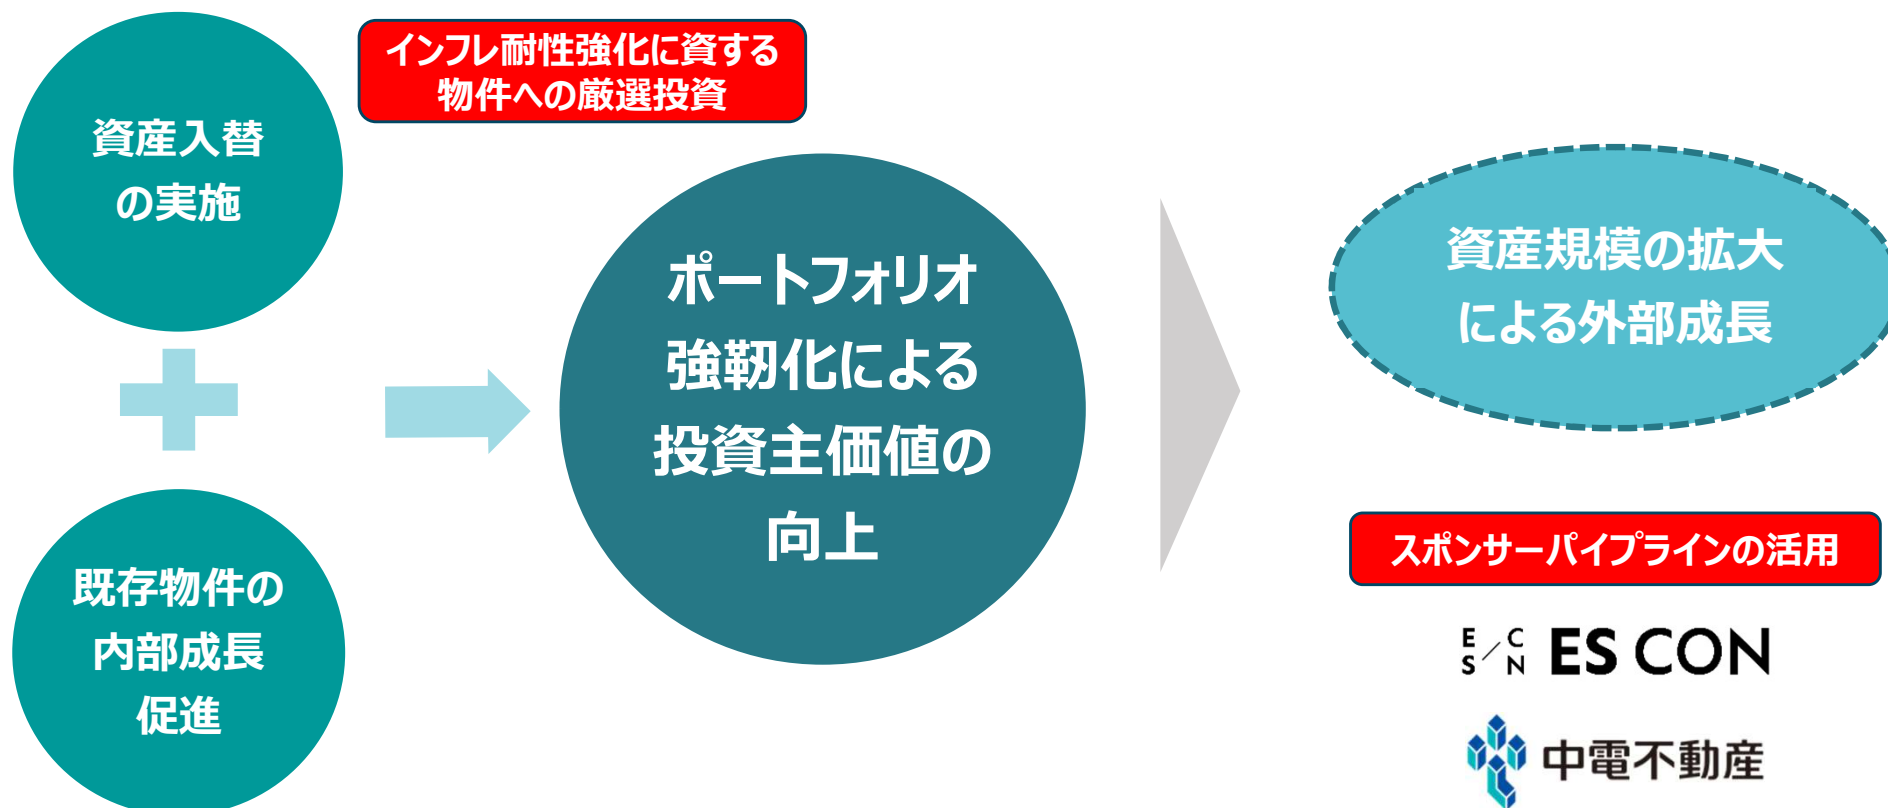 資産入替
の実施
インフレ耐性強化に資する
物件への厳選投資
既存物件の
内部成長
促進
ポートフォリオ
強靭化による
投資主価値の
向上
資産規模の拡大
による外部成長
スポンサーパイプラインの活用
ES CN ES CON
中電不動産